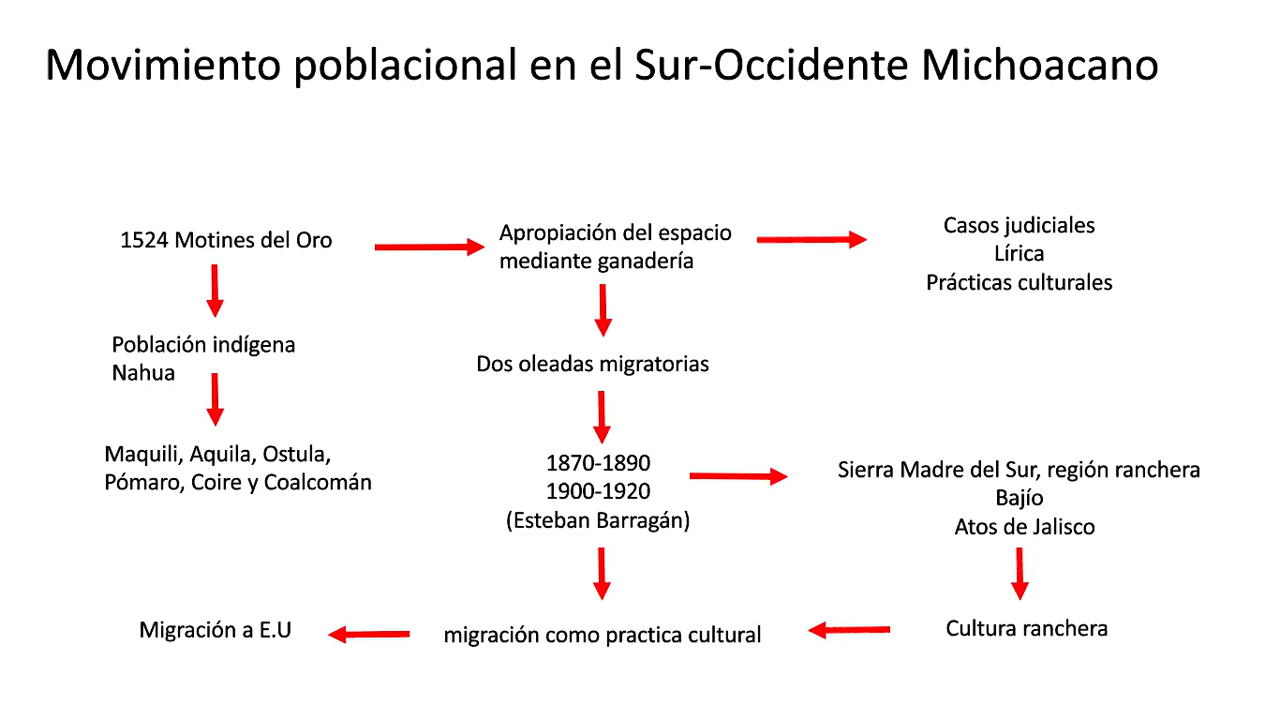 Movimiento poblacional en el Sur-Occidente Michoacano
1524 Motines del Oro
Apropiación del espacio
mediante ganadería
Casos judiciales
Lírica
Prácticas culturales
Población indígena
Nahua
Dos oleadas migratorias
Maquili, Aquila, Ostula,
Pómaro, Coire y Coalcomán
1870-1890
1900-1920
(Esteban Barragán)
Sierra Madre del Sur, región ranchera
Bajío
Atos de Jalisco
Migración a E.U
migración como practica cultural
Cultura ranchera